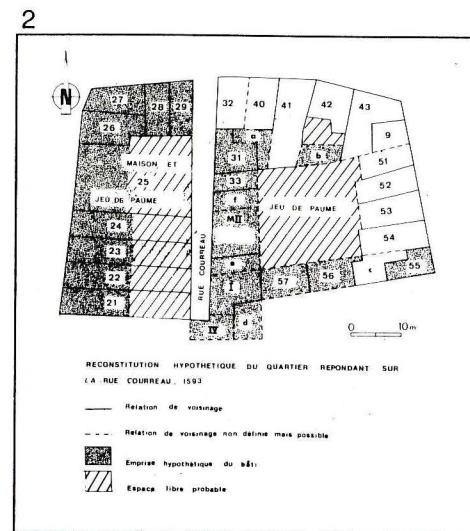 2
N
27 28 29
26
MAISON ET
25
JEU DE PAUME
24
23
22
21
RUE COURREAU
32 40 41 42 43
a
9
31
b
51
33
52
f
MII
JEU DE PAUME
53
54
e
I
57 56 c 55
IV d
0 10 m
RECONSTITUTION HYPOTHETIQUE DU QUARTIER REPONDANT SUR
LA RUE COURREAU, 1593
Relation de voisinage
Relation de voisinage non définie mais possible
Emprise hypothétique du bâti
Espace libre probable